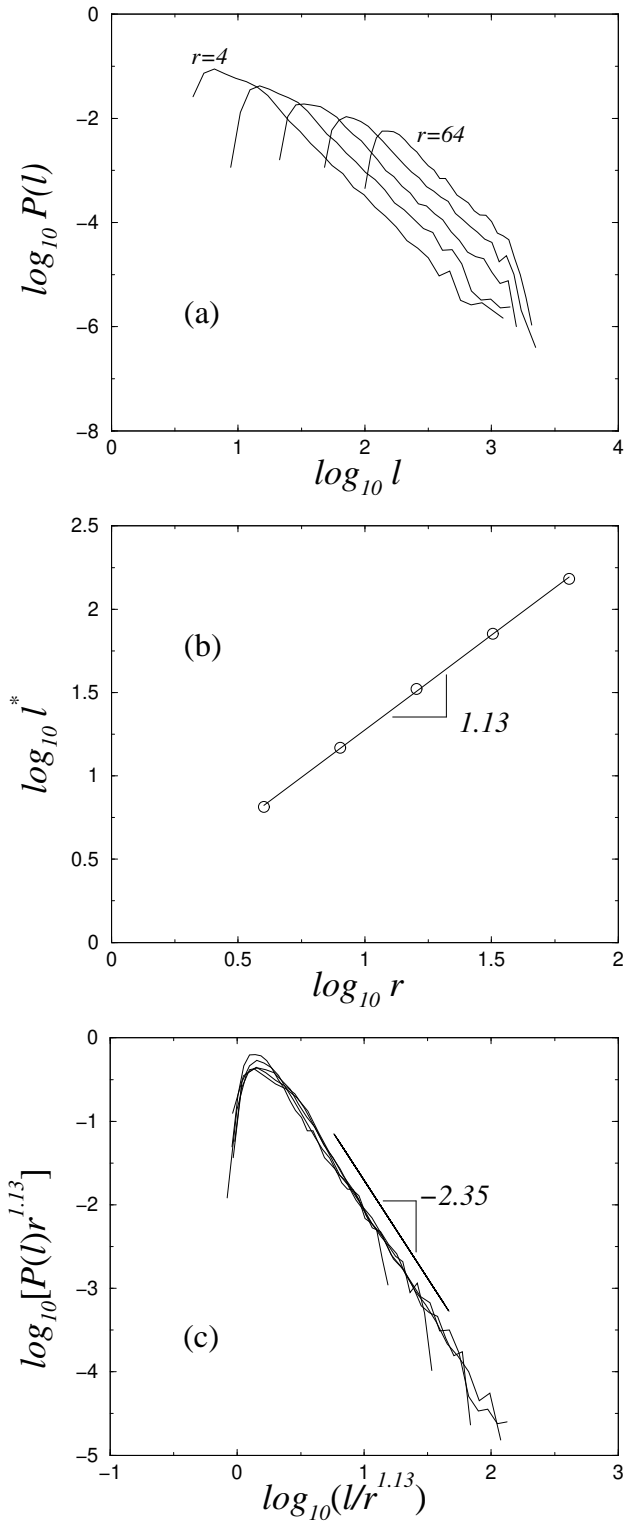 0
−2
−4
−6
−8
log₁₀ P(l)
r=4
r=64
(a)
0 1 2 3 4
log₁₀ l
2.5
2
1.5
1
0.5
0
log₁₀ l*
(b)
1.13
0 0.5 1 1.5 2
log₁₀ r
0
−1
−2
−3
−4
−5
log₁₀[P(l)r^1.13]
−2.35
(c)
−1 0 1 2 3
log₁₀(l/r^1.13)